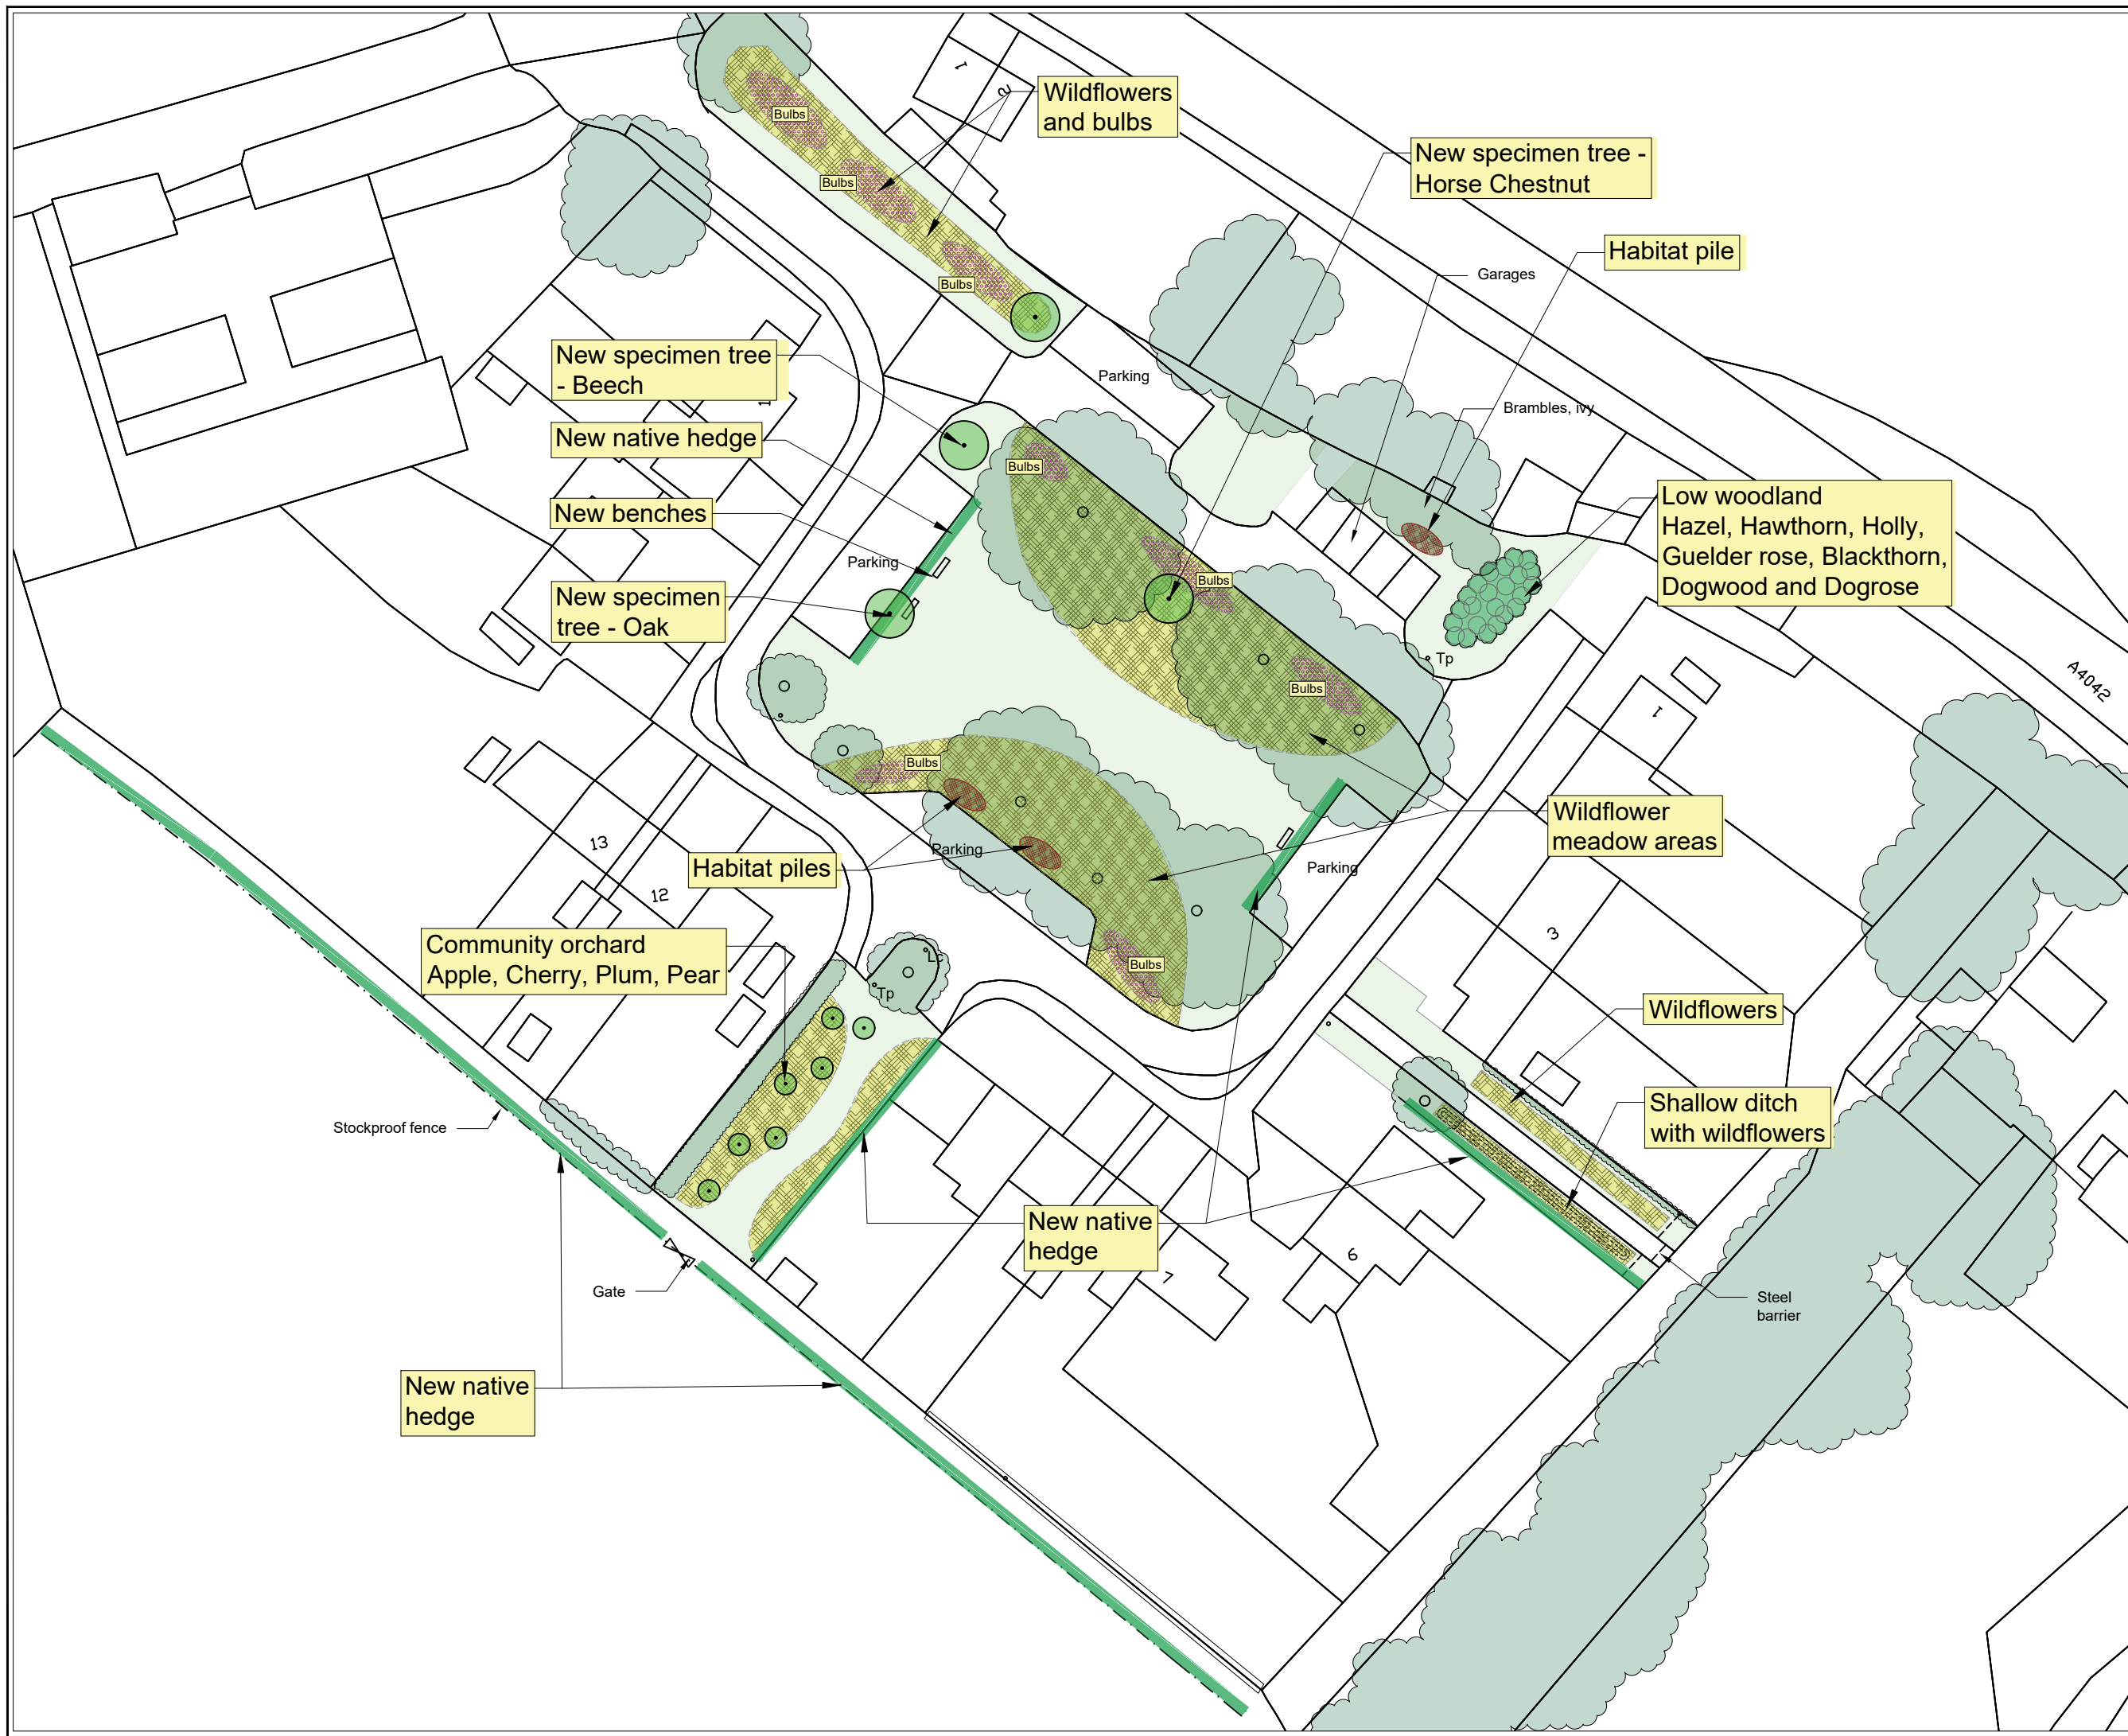 1
2
Wildflowers
and bulbs
Bulbs
New specimen tree -
Horse Chestnut
Bulbs
Habitat pile
Garages
Bulbs
New specimen tree
- Beech
Parking
Brambles, ivy
New native hedge
Bulbs
Low woodland
Hazel, Hawthorn, Holly,
Guelder rose, Blackthorn,
Dogwood and Dogrose
New benches
Parking
Bulbs
New specimen
tree - Oak
Tp
A4042
Bulbs
1
Bulbs
Wildflower
meadow areas
13
Parking
Habitat piles
Parking
12
Community orchard
Apple, Cherry, Plum, Pear
Lc
3
Bulbs
Tp
Wildflowers
Shallow ditch
with wildflowers
Stockproof fence
New native
hedge
6
7
Gate
Steel
barrier
New native
hedge